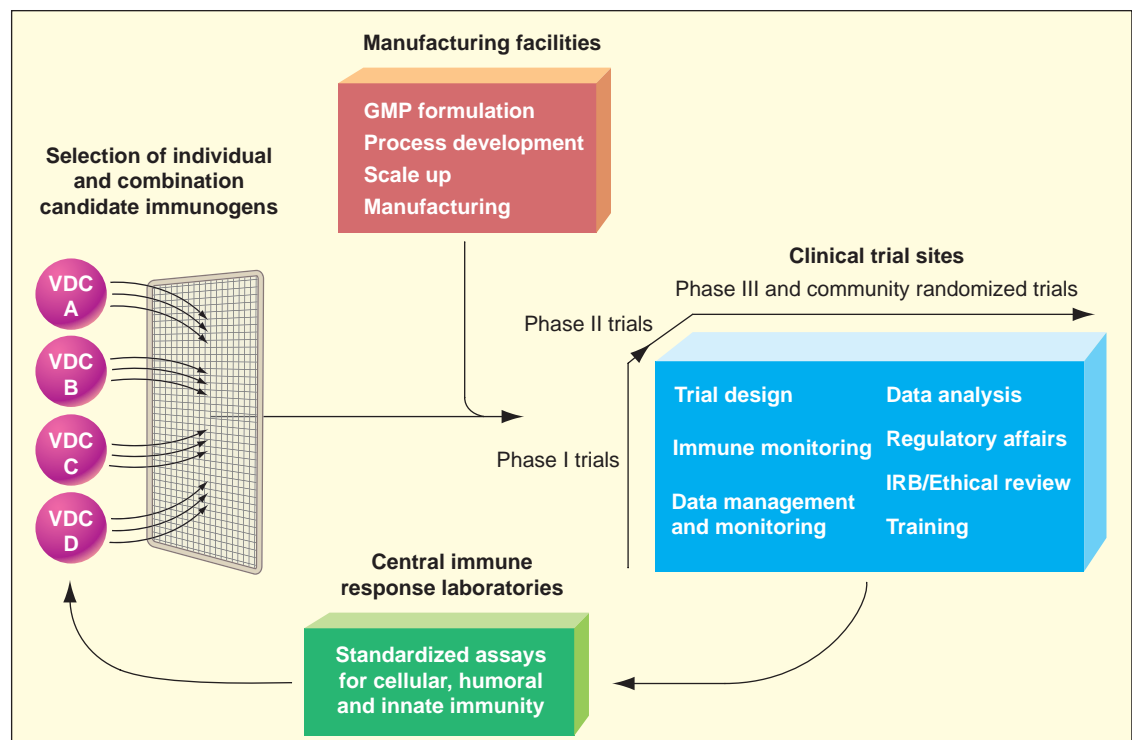 Manufacturing facilities
GMP formulation
Process development
Scale up
Manufacturing
Selection of individual
and combination
candidate immunogens
VDC
A
VDC
B
VDC
C
VDC
D
Clinical trial sites
Phase III and community randomized trials
Phase II trials
Phase I trials
Trial design
Immune monitoring
Data management
and monitoring
Data analysis
Regulatory affairs
IRB/Ethical review
Training
Central immune
response laboratories
Standardized assays
for cellular, humoral
and innate immunity